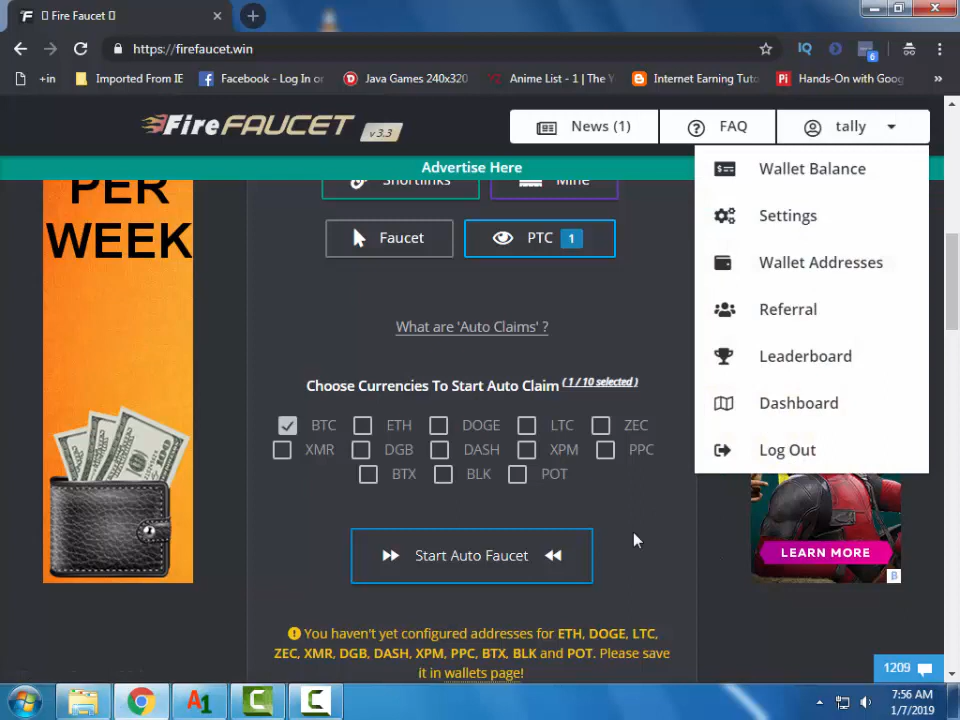 Fire Faucet
https://firefaucet.win
IQ
6
+in
Imported From IE
Facebook - Log In or
Java Games 240x320
Anime List - 1 | The Y
Internet Earning Tuto
Hands-On with Goog
»
FireFAUCET v 3.3
News (1)
FAQ
tally
Advertise Here
Wallet Balance
Settings
Wallet Addresses
Referral
Leaderboard
Dashboard
Log Out
PER
WEEK
Shortlinks
Mine
Faucet
PTC 1
What are 'Auto Claims' ?
Choose Currencies To Start Auto Claim ( 1 / 10 selected )
BTC ETH DOGE LTC ZEC
XMR DGB DASH XPM PPC
BTX BLK POT
Start Auto Faucet
You haven't yet configured addresses for ETH, DOGE, LTC,
ZEC, XMR, DGB, DASH, XPM, PPC, BTX, BLK and POT. Please save
it in wallets page!
LEARN MORE
B
1209
7:56 AM
1/7/2019